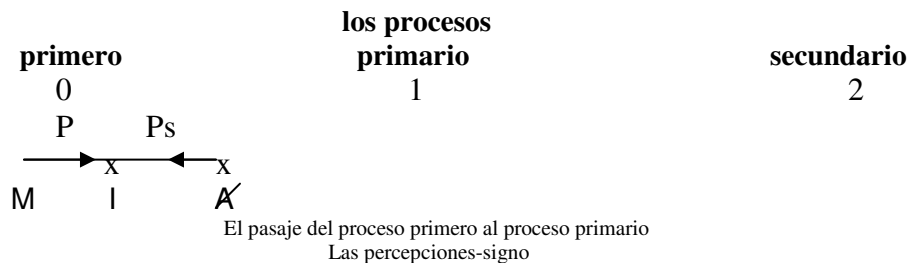 los procesos
primero primario secundario
0 1 2
P Ps
x x
M I A
El pasaje del proceso primero al proceso primario
Las percepciones-signo